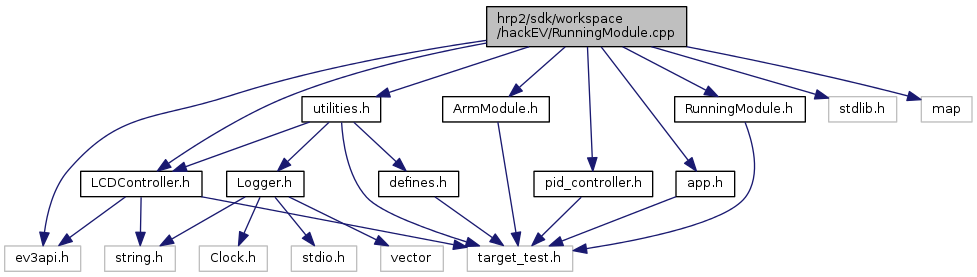 hrp2/sdk/workspace
/hackEV/RunningModule.cpp
utilities.h
ArmModule.h
RunningModule.h
stdlib.h
map
LCDController.h
Logger.h
defines.h
pid_controller.h
app.h
ev3api.h
string.h
Clock.h
stdio.h
vector
target_test.h